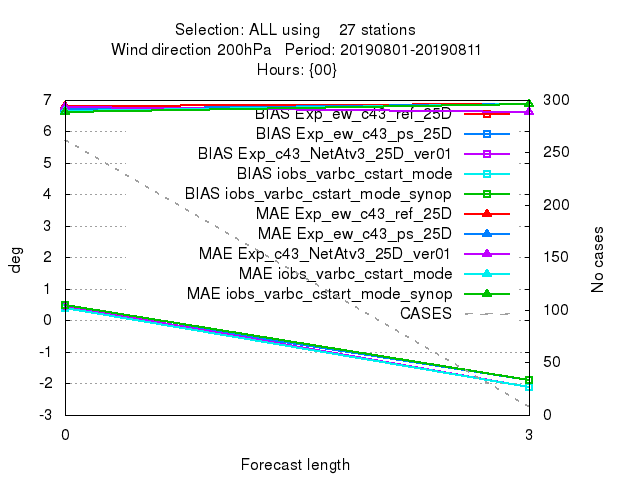 Selection: ALL using 27 stations
Wind direction 200hPa Period: 20190801-20190811
Hours: {00}
7 300
BIAS Exp_ew_c43_ref_25D
6 BIAS Exp_ew_c43_ps_25D
BIAS Exp_c43_NetAtv3_25D_ver01 250
5 BIAS iobs_varbc_cstart_mode
4 BIAS iobs_varbc_cstart_mode_synop 200
MAE Exp_ew_c43_ref_25D
3 MAE Exp_ew_c43_ps_25D
2 MAE Exp_c43_NetAtv3_25D_ver01 150
deg No cases
MAE iobs_varbc_cstart_mode
1 MAE iobs_varbc_cstart_mode_synop
0 CASES 100
-1
50
-2
-3 0
0 3
Forecast length